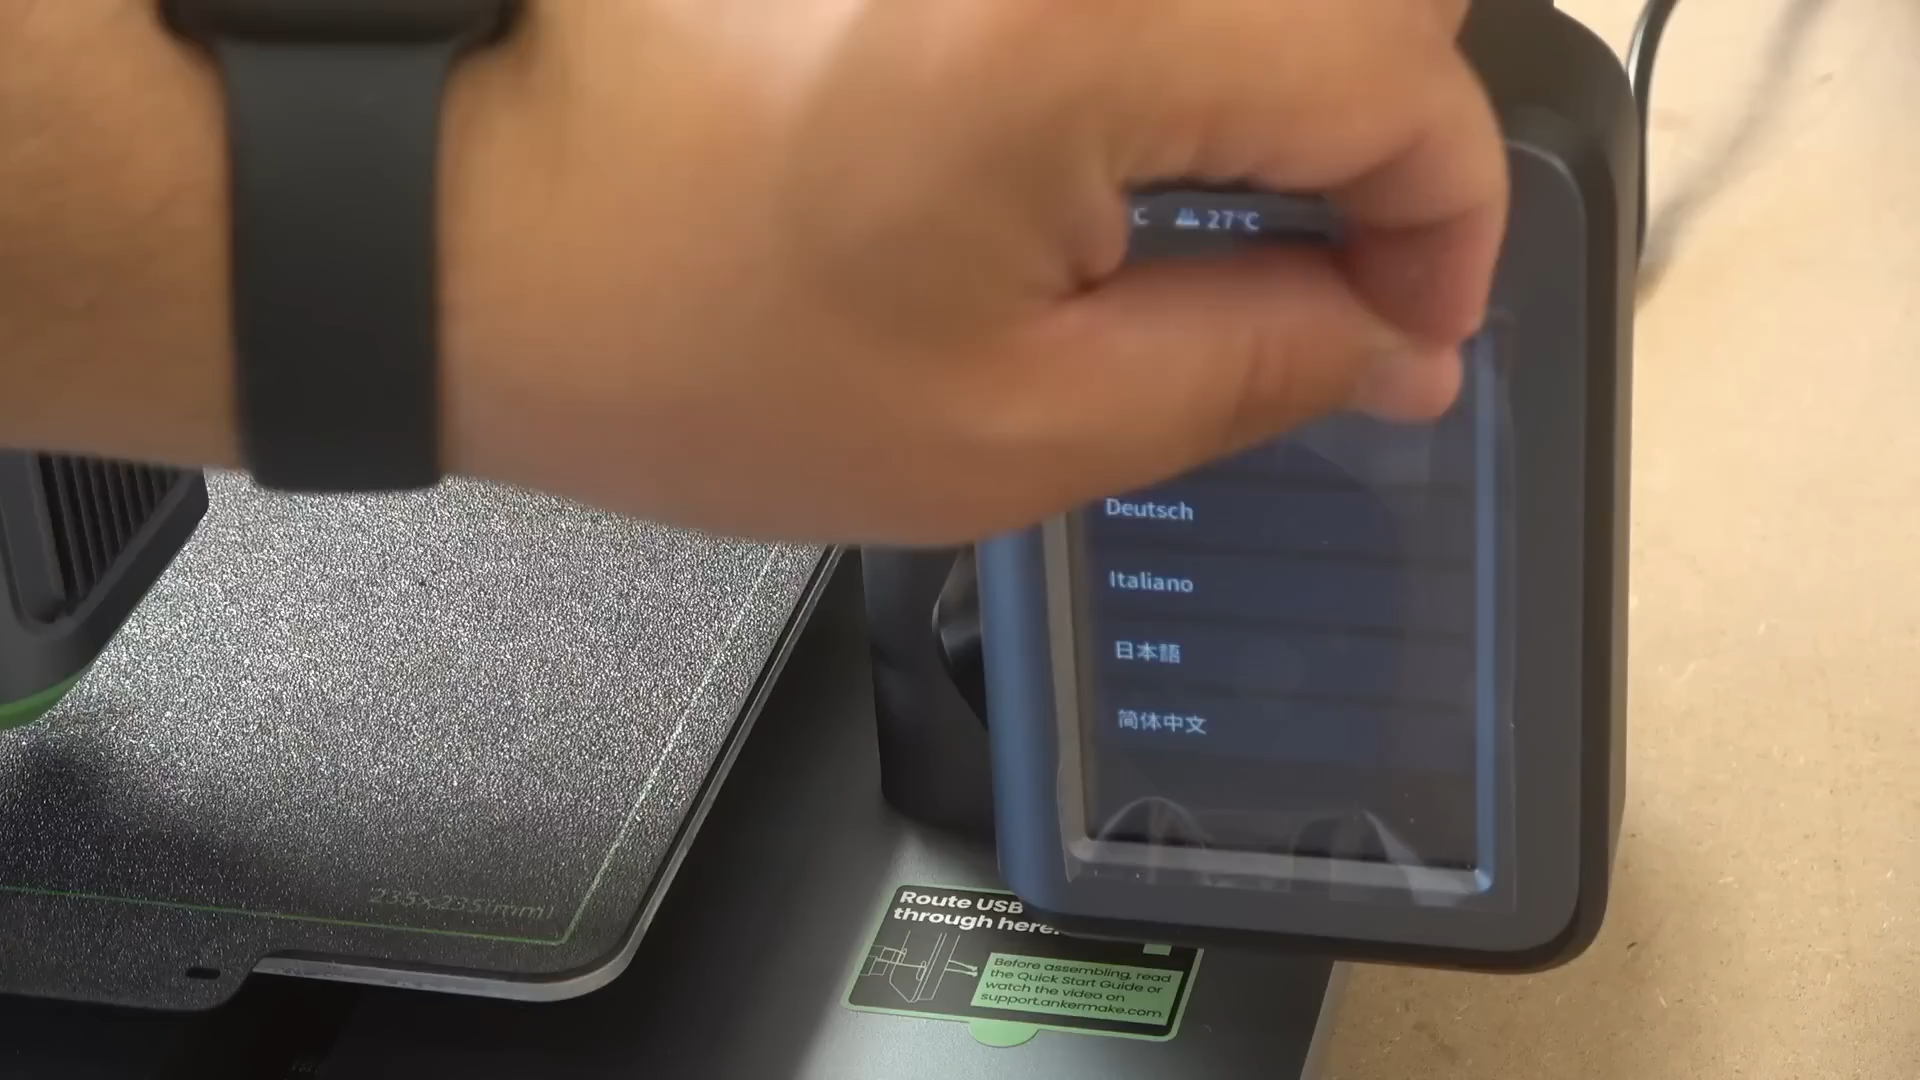 C 27°C
Deutsch
Italiano
日本語
简体中文
235×235(mm)
Route USB
through here.
Before assembling, read
the Quick Start Guide or
watch the video on
support.ankermake.com.